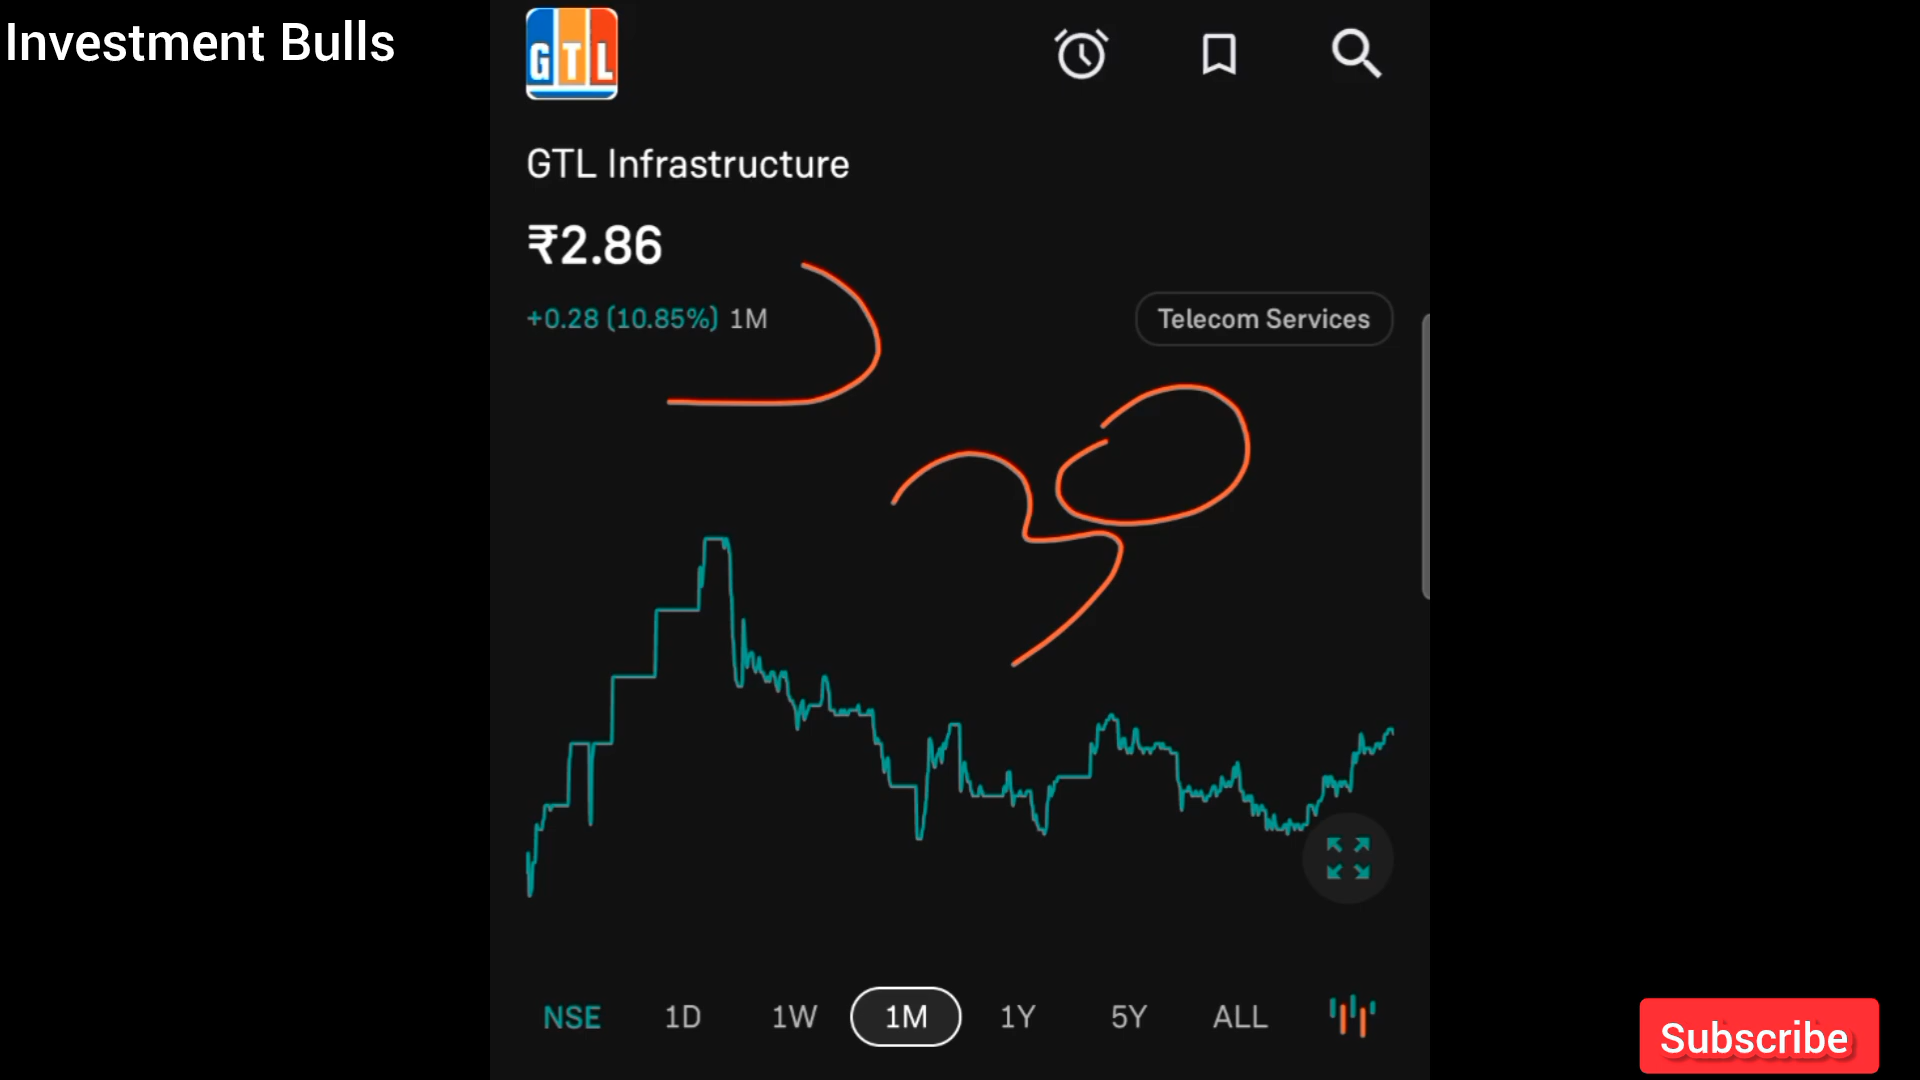 Investment Bulls
GTL
GTL Infrastructure
₹2.86
+0.28 (10.85%) 1M
Telecom Services
30
NSE 1D 1W 1M 1Y 5Y ALL
Subscribe